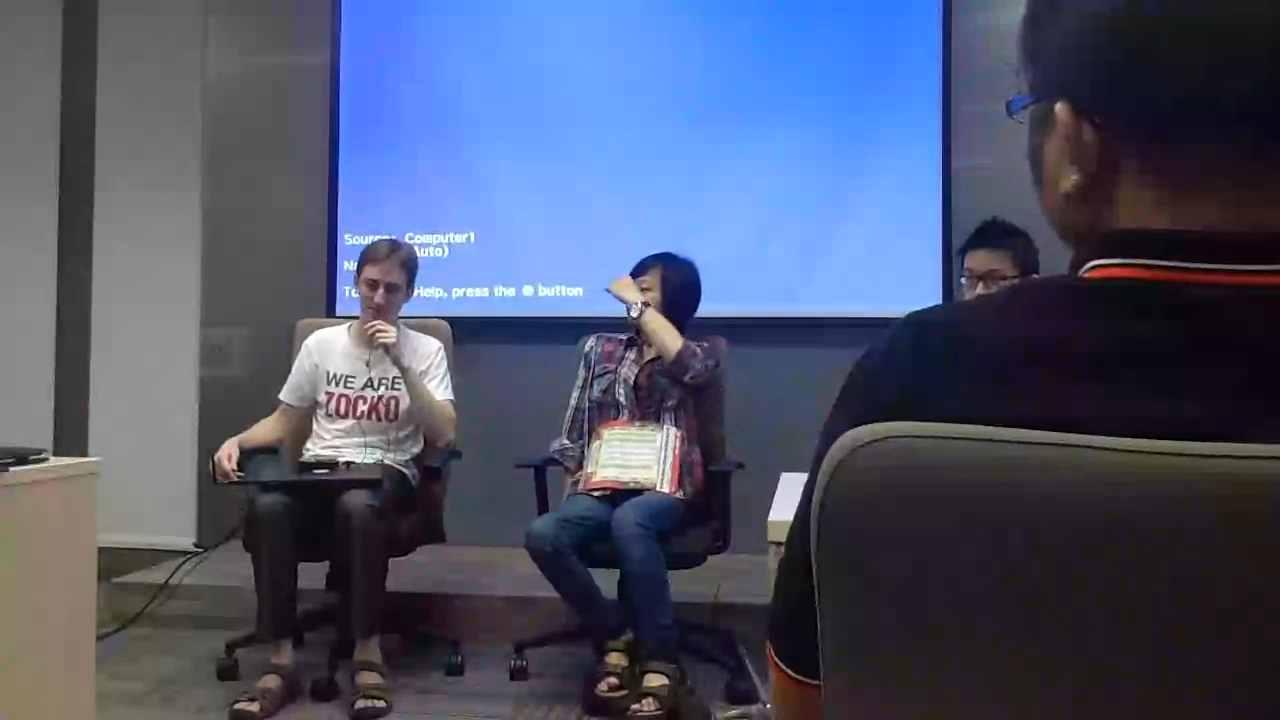 Source: Computer1
Auto)
Help, press the button
WE ARE
ZOCKO